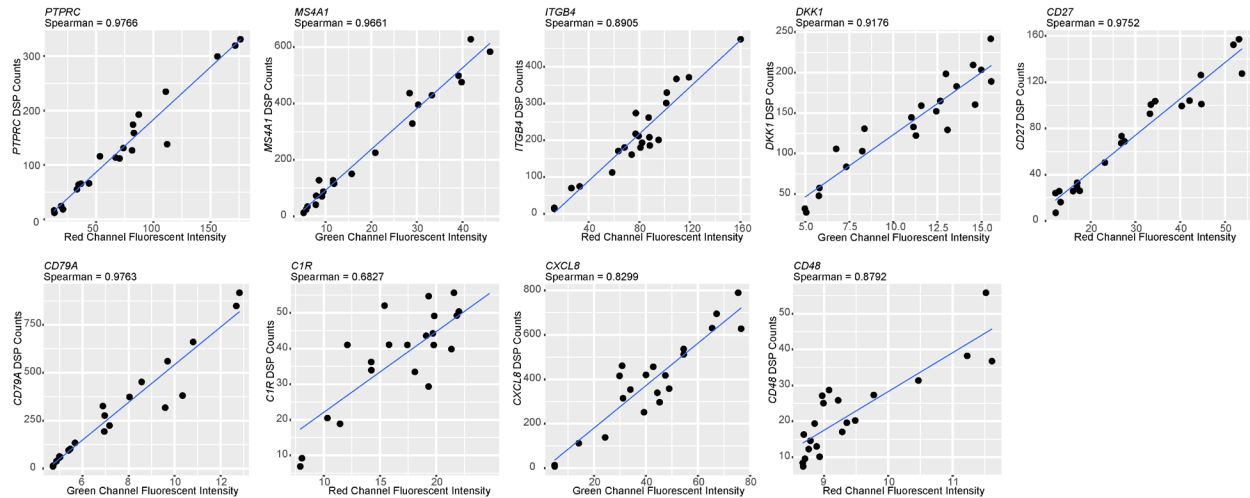 PTPRC
Spearman = 0.9766
PTPRC DSP Counts
300
200
100
0
50
100
150
Red Channel Fluorescent Intensity
MS4A1
Spearman = 0.9661
MS4A1 DSP Counts
600
400
200
0
10
20
30
40
Green Channel Fluorescent Intensity
ITGB4
Spearman = 0.8905
ITGB4 DSP Counts
500
400
300
200
100
0
40
80
120
160
Red Channel Fluorescent Intensity
DKK1
Spearman = 0.9176
DKK1 DSP Counts
250
200
150
100
50
5.0
7.5
10.0
12.5
15.0
Green Channel Fluorescent Intensity
CD27
Spearman = 0.9752
CD27 DSP Counts
160
120
80
40
0
20
30
40
50
Red Channel Fluorescent Intensity
CD79A
Spearman = 0.9763
CD79A DSP Counts
750
500
250
0
6
8
10
12
Green Channel Fluorescent Intensity
C1R
Spearman = 0.6827
C1R DSP Counts
50
40
30
20
10
10
15
20
Red Channel Fluorescent Intensity
CXCL8
Spearman = 0.8299
CXCL8 DSP Counts
800
600
400
200
0
20
40
60
80
Green Channel Fluorescent Intensity
CD48
Spearman = 0.8792
CD48 DSP Counts
50
40
30
20
10
9
10
11
Red Channel Fluorescent Intensity